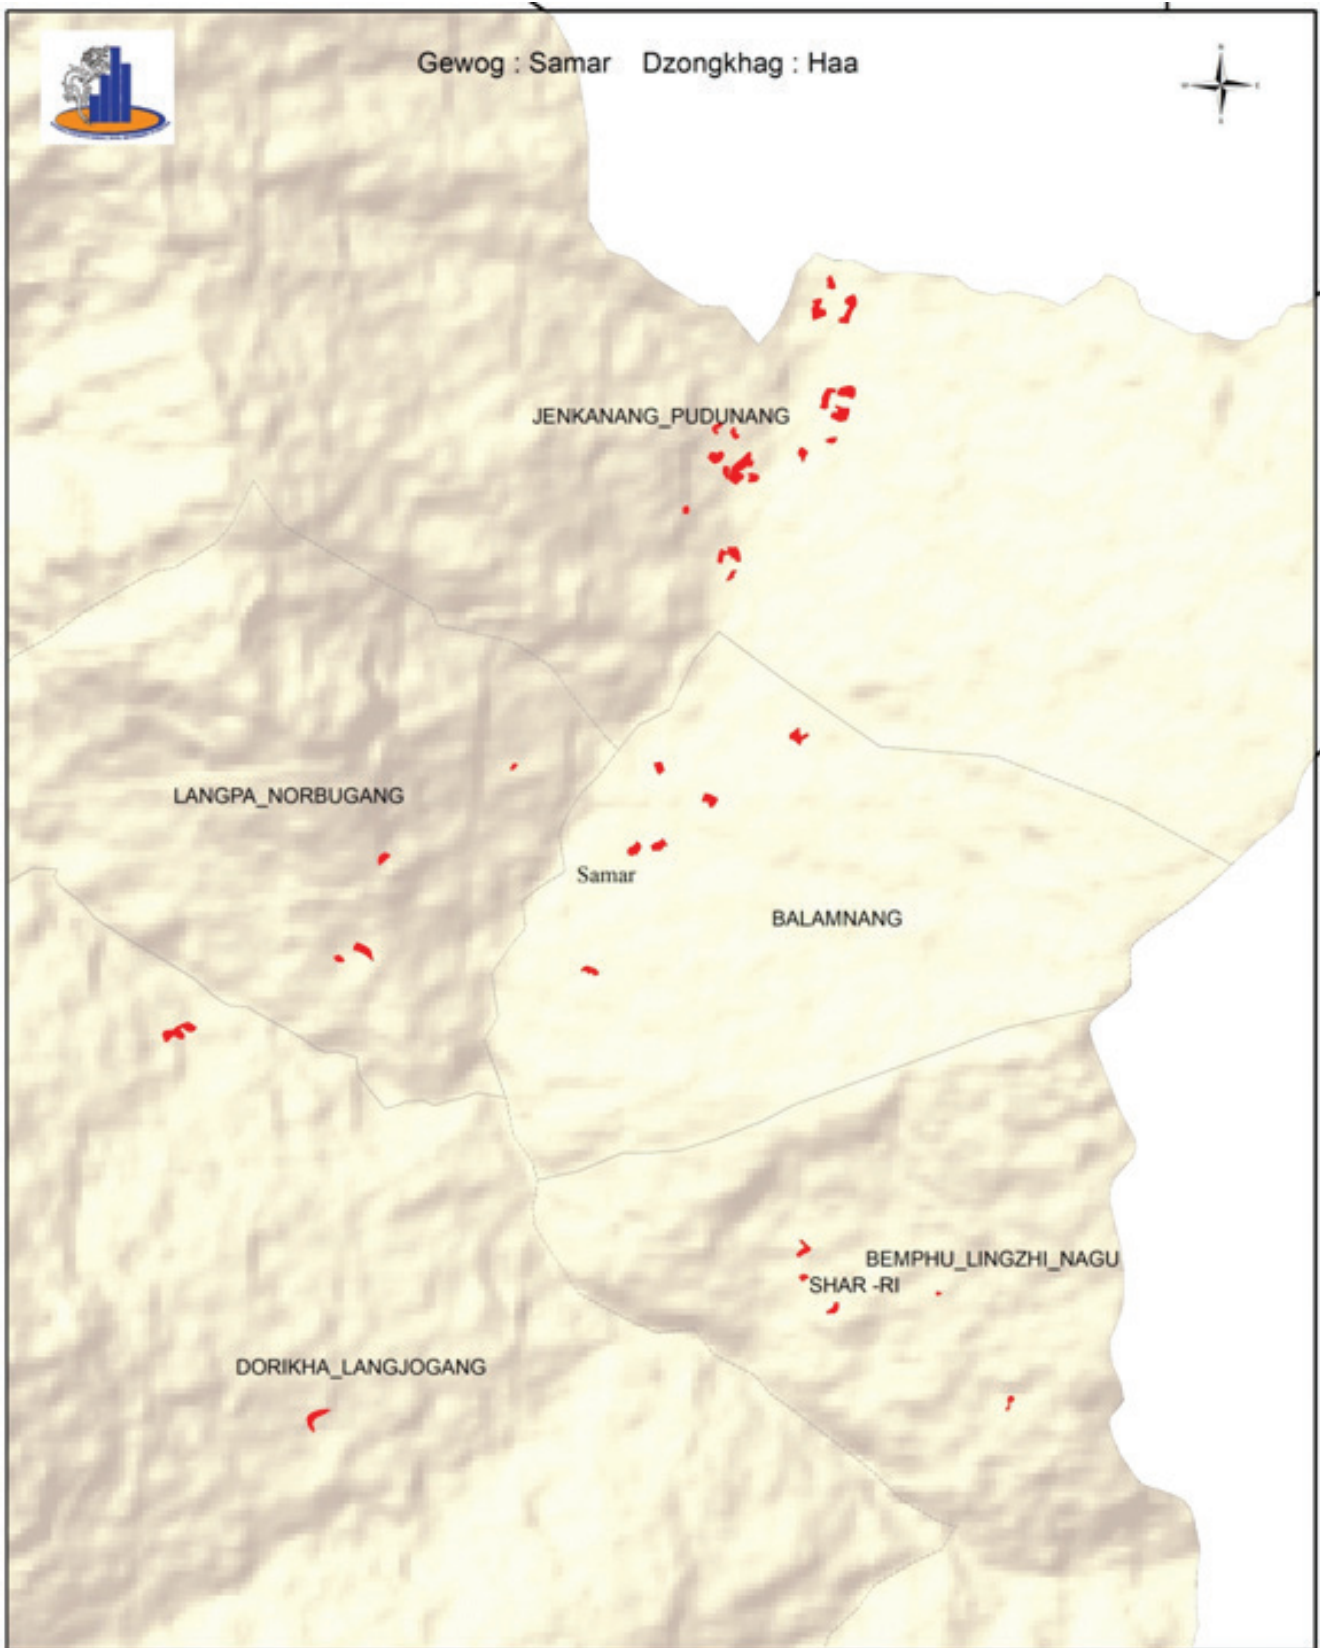 Gewog : Samar Dzongkhag : Haa
JENKANANG_PUDUNANG
LANGPA_NORBUGANG
Samar
BALAMNANG
BEMPHU_LINGZHI_NAGU
SHAR -RI
DORIKHA_LANGJOGANG